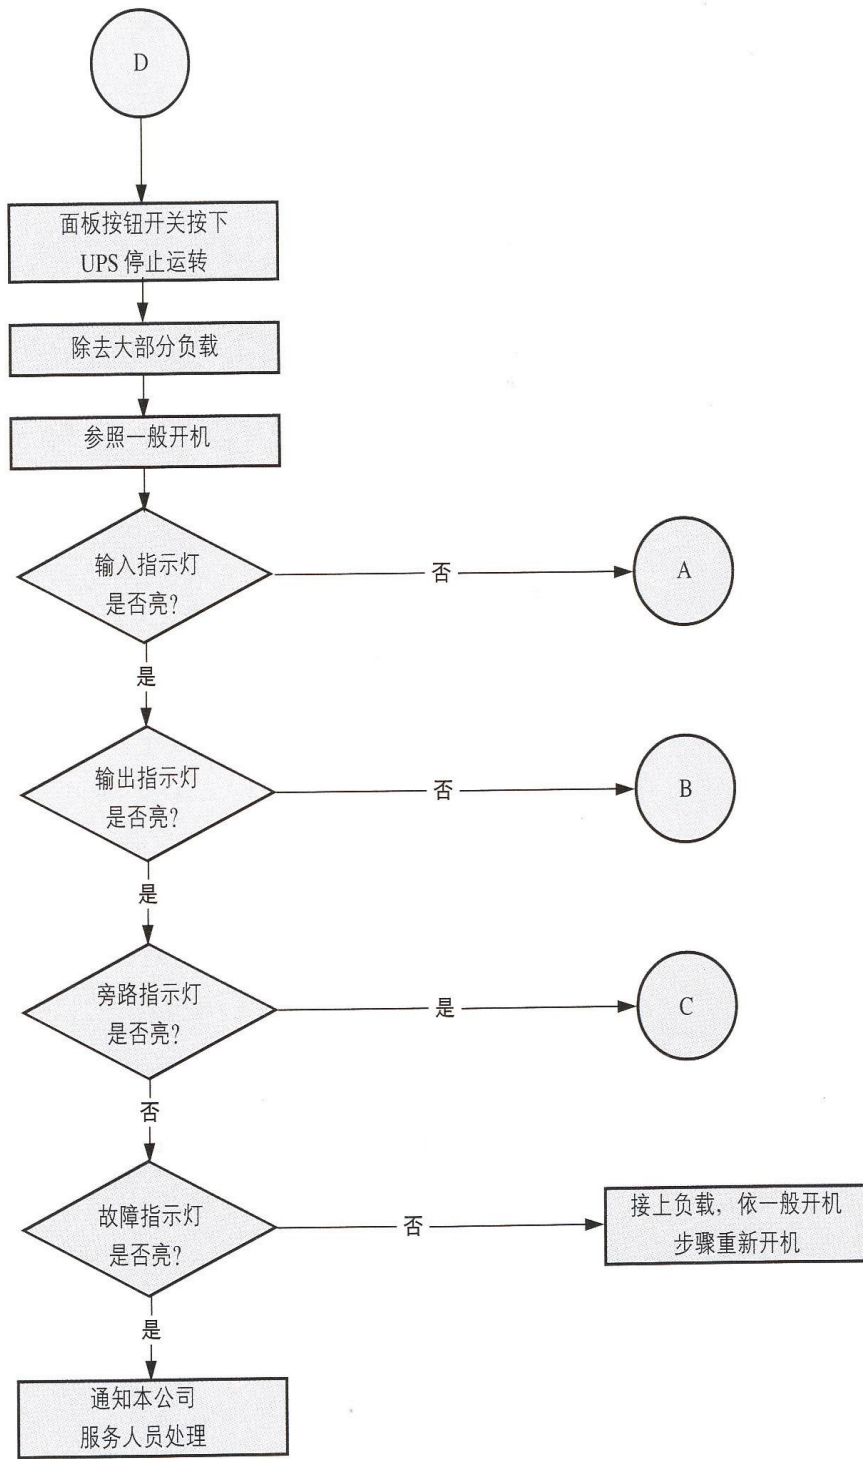 D
面板按钮开关按下
UPS 停止运转
除去大部分负载
参照一般开机
输入指示灯
是否亮?
否
A
是
输出指示灯
是否亮?
否
B
是
旁路指示灯
是否亮?
是
C
否
故障指示灯
是否亮?
否
接上负载，依一般开机
步骤重新开机
是
通知本公司
服务人员处理